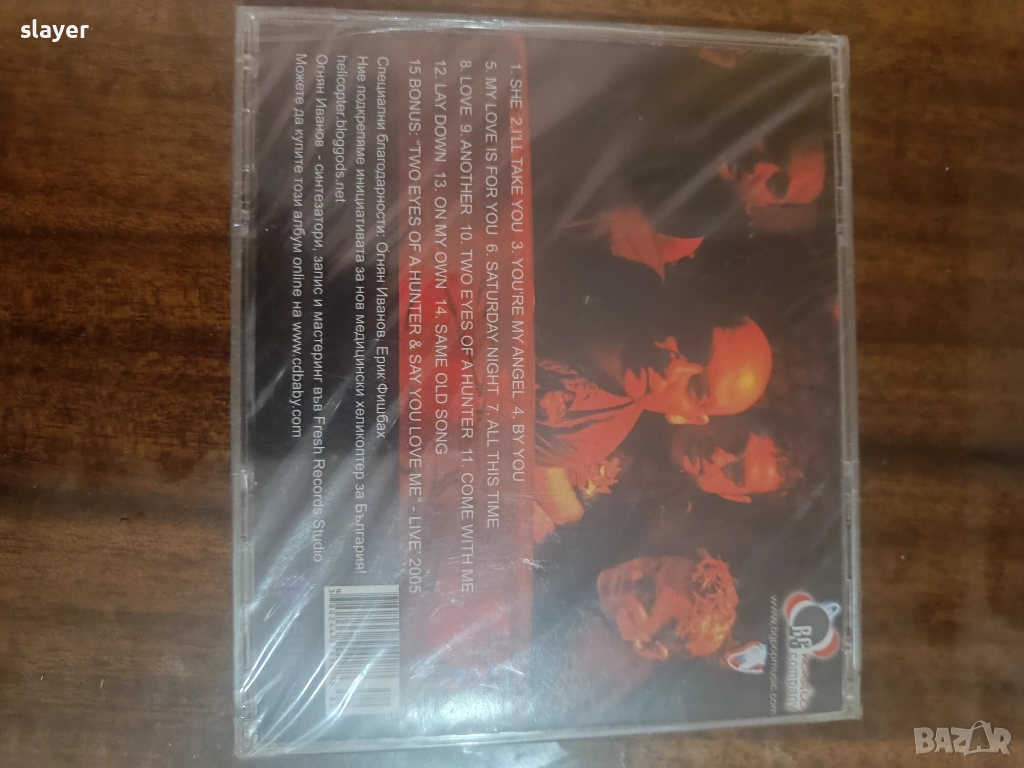 slayer
1. SHE 2.I'LL TAKE YOU 3. YOU'RE MY ANGEL 4. BY YOU
5. MY LOVE IS FOR YOU 6. SATURDAY NIGHT 7. ALL THIS TIME
8. LOVE 9. ANOTHER 10. TWO EYES OF A HUNTER 11. COME WITH ME
12. LAY DOWN 13. ON MY OWN 14. SAME OLD SONG
15 BONUS: "TWO EYES OF A HUNTER & SAY YOU LOVE ME" - LIVE' 2005
Специални благодарности: Огнян Иванов, Ерик Фишбах
Ние подкрепяме инициативата за нов медицински хеликоптер за България!
helicopter.bloggods.net
Огнян Иванов - синтезатори, запис и мастеринг във Fresh Records Studio
Можете да купите този албум online на www.cdbaby.com
BG
company
BAZAR